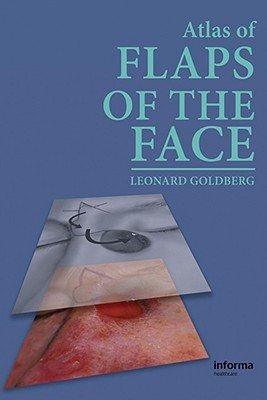 Atlas of
FLAPS
OF THE
FACE
LEONARD GOLDBERG
informa
healthcare